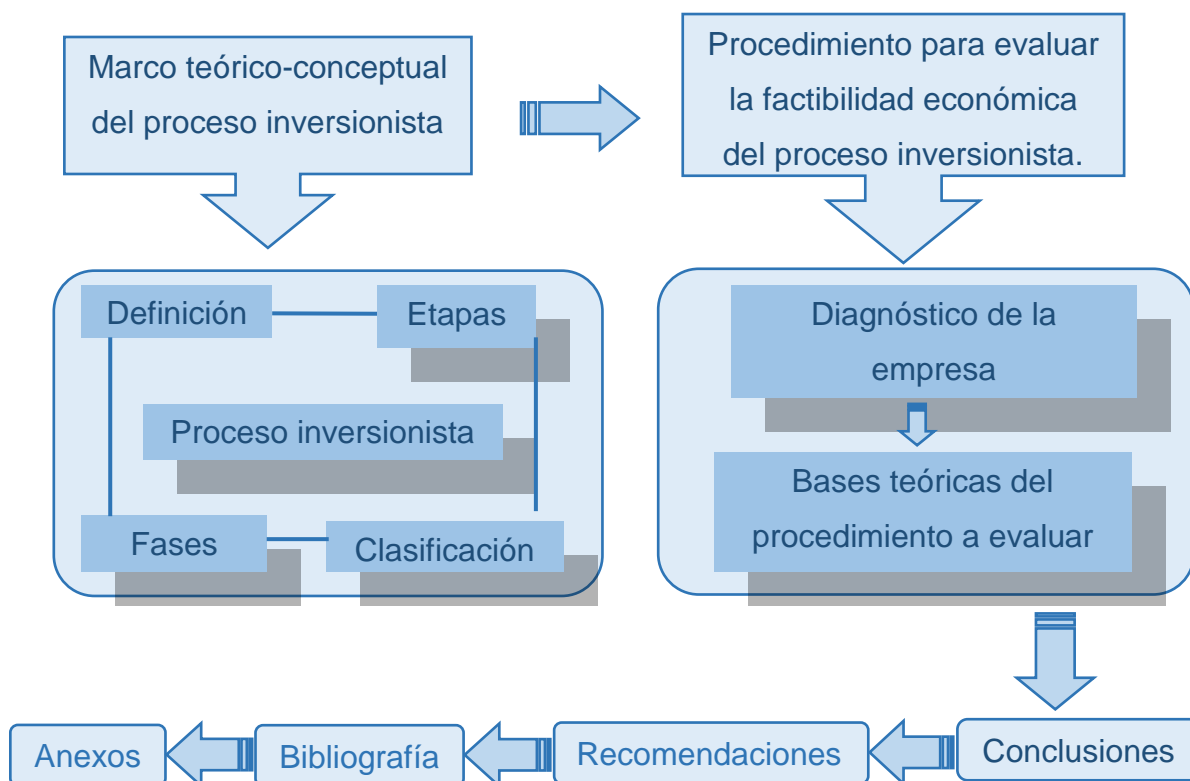 Marco teórico-conceptual
del proceso inversionista
Procedimiento para evaluar
la factibilidad económica
del proceso inversionista.
Definición
Etapas
Proceso inversionista
Fases
Clasificación
Diagnóstico de la
empresa
Bases teóricas del
procedimiento a evaluar
Anexos
Bibliografía
Recomendaciones
Conclusiones